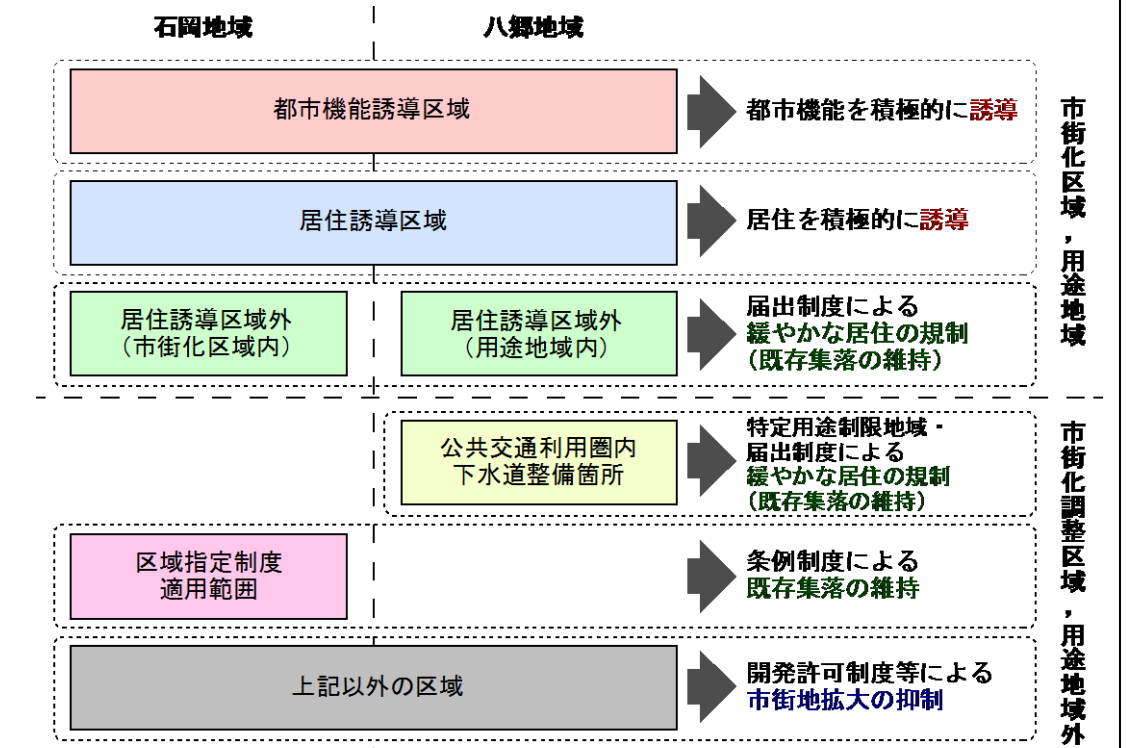 石岡地域
八郷地域
都市機能誘導区域
都市機能を積極的に誘導
居住誘導区域
居住を積極的に誘導
居住誘導区域外
（市街化区域内）
居住誘導区域外
（用途地域内）
届出制度による
緩やかな居住の規制
（既存集落の維持）
市街化区域，用途地域
公共交通利用圏内
下水道整備箇所
特定用途制限地域・
届出制度による
緩やかな居住の規制
（既存集落の維持）
区域指定制度
適用範囲
条例制度による
既存集落の維持
上記以外の区域
開発許可制度等による
市街地拡大の抑制
市街化調整区域，用途地域外